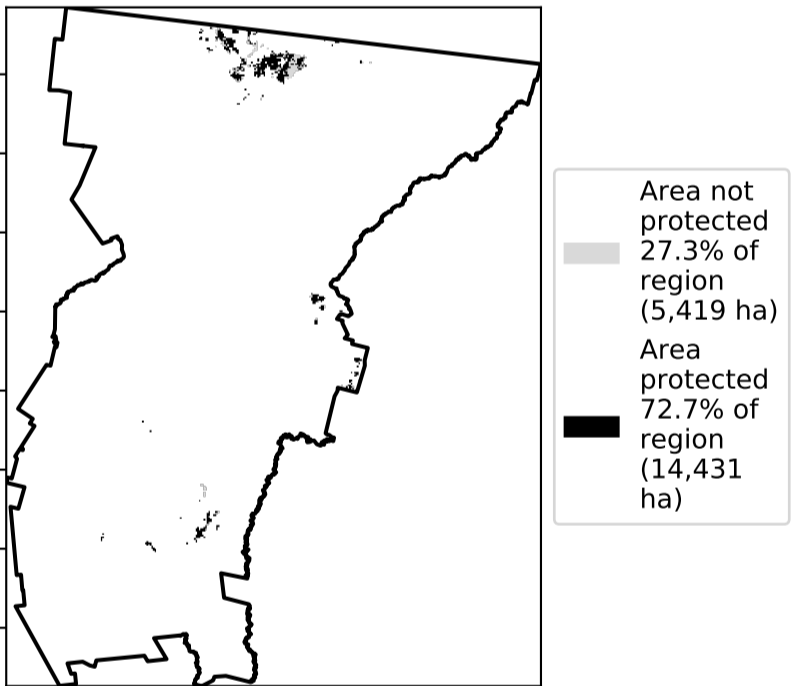 Area not
protected
27.3% of
region
(5,419 ha)
Area
protected
72.7% of
region
(14,431
ha)